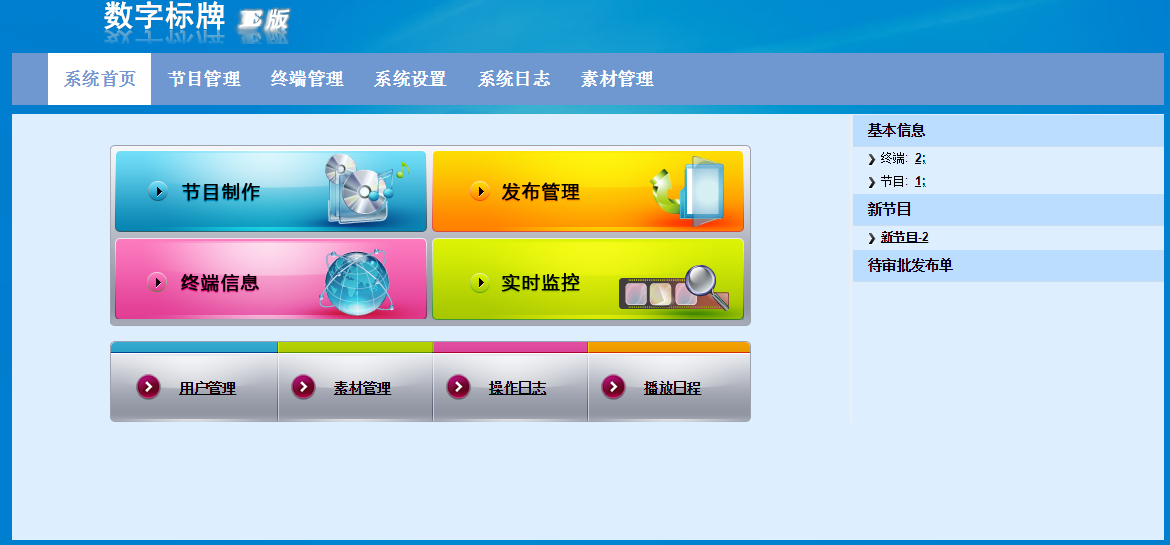 数字标牌
版
系统首页 节目管理 终端管理 系统设置 系统日志 素材管理
节目制作 发布管理
终端信息 实时监控
用户管理 素材管理 操作日志 播放日程
基本信息
终端: 2;
节目: 1;
新节目
新节目-2
待审批发布单